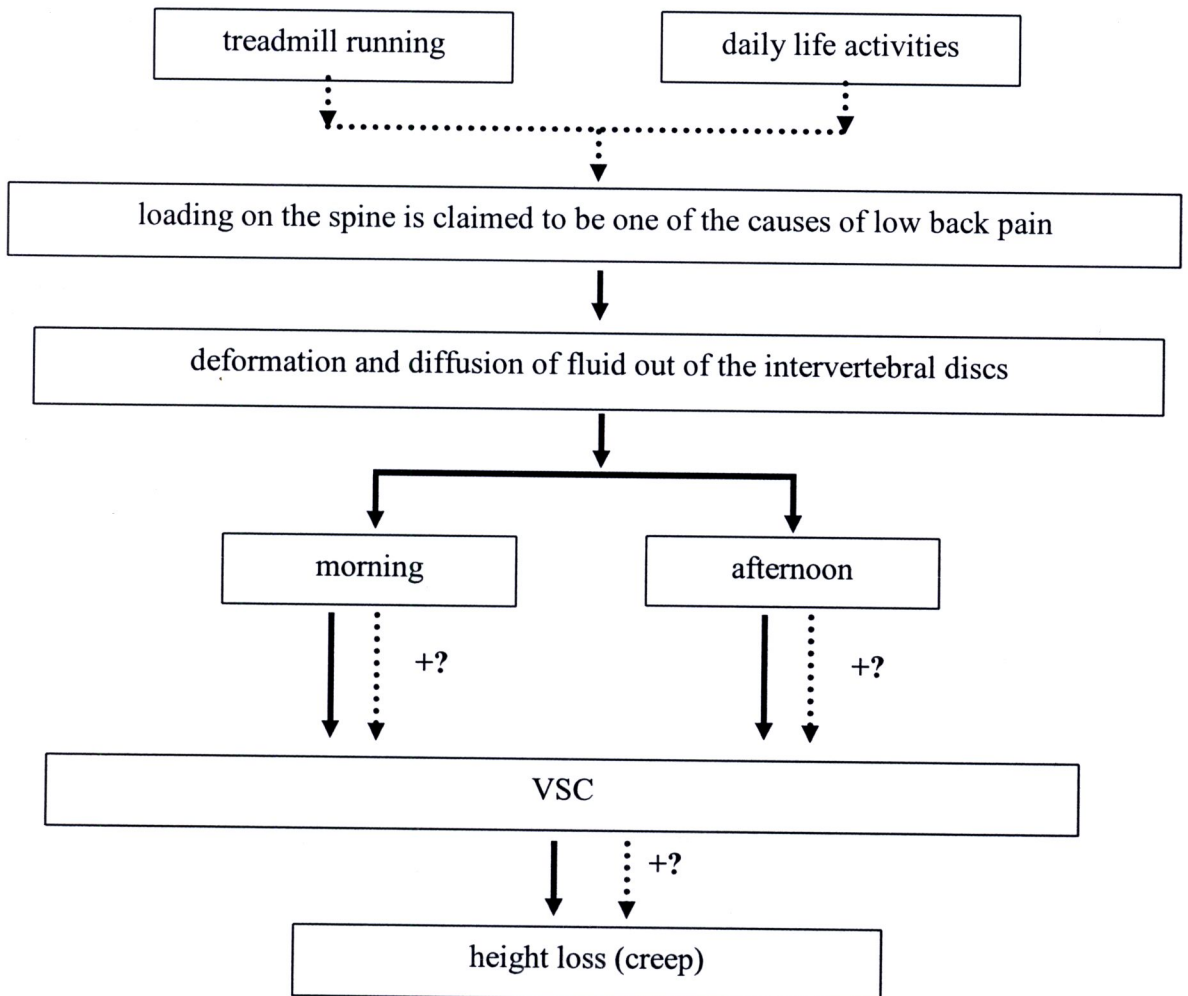 treadmill running
daily life activities
loading on the spine is claimed to be one of the causes of low back pain
deformation and diffusion of fluid out of the intervertebral discs
morning
afternoon
+?
+?
VSC
+?
height loss (creep)